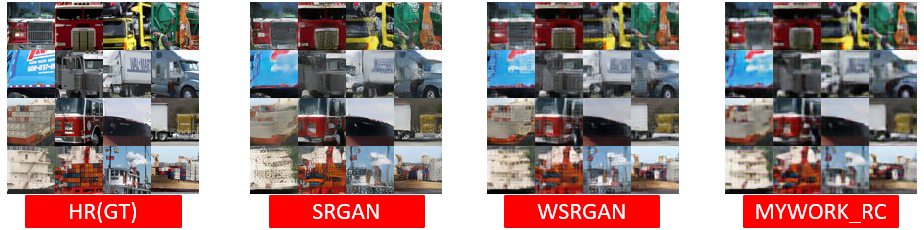 HR(GT)
SRGAN
WSRGAN
MYWORK_RC